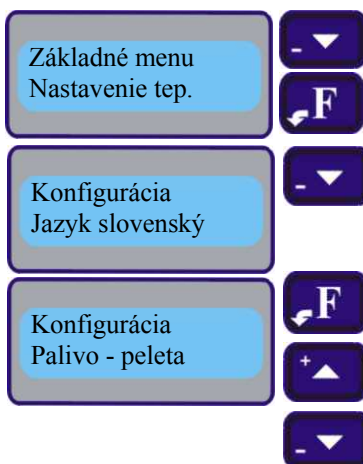 Základné menu
Nastavenie tep.
- 
F
Konfigurácia
Jazyk slovenský
-
Konfigurácia
Palivo - peleta
F
+
-